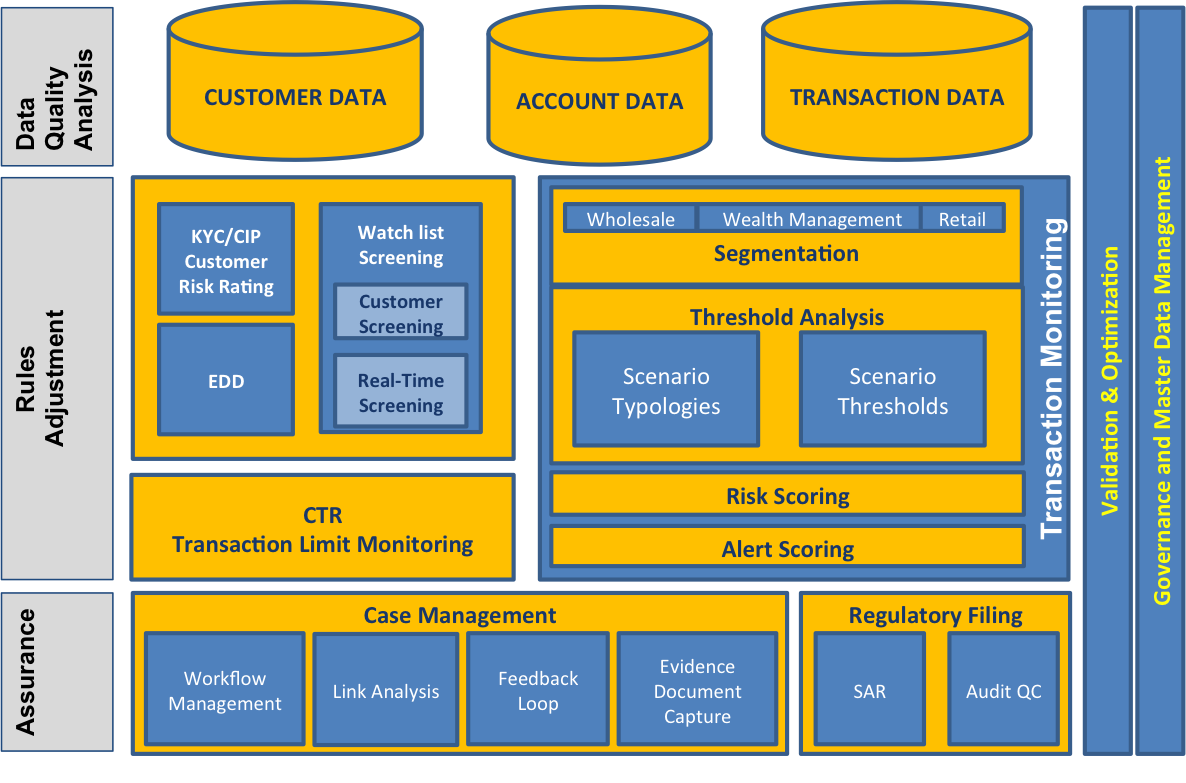 Data
Quality
Analysis
CUSTOMER DATA
ACCOUNT DATA
TRANSACTION DATA
Rules
Adjustment
KYC/CIP
Customer
Risk Rating
EDD
Watch list
Screening
Customer
Screening
Real-Time
Screening
CTR
Transaction Limit Monitoring
Wholesale
Wealth Management
Retail
Segmentation
Threshold Analysis
Scenario
Typologies
Scenario
Thresholds
Risk Scoring
Alert Scoring
Transaction Monitoring
Assurance
Case Management
Workflow
Management
Link Analysis
Feedback
Loop
Evidence
Document
Capture
Regulatory Filing
SAR
Audit QC
Validation & Optimization
Governance and Master Data Management